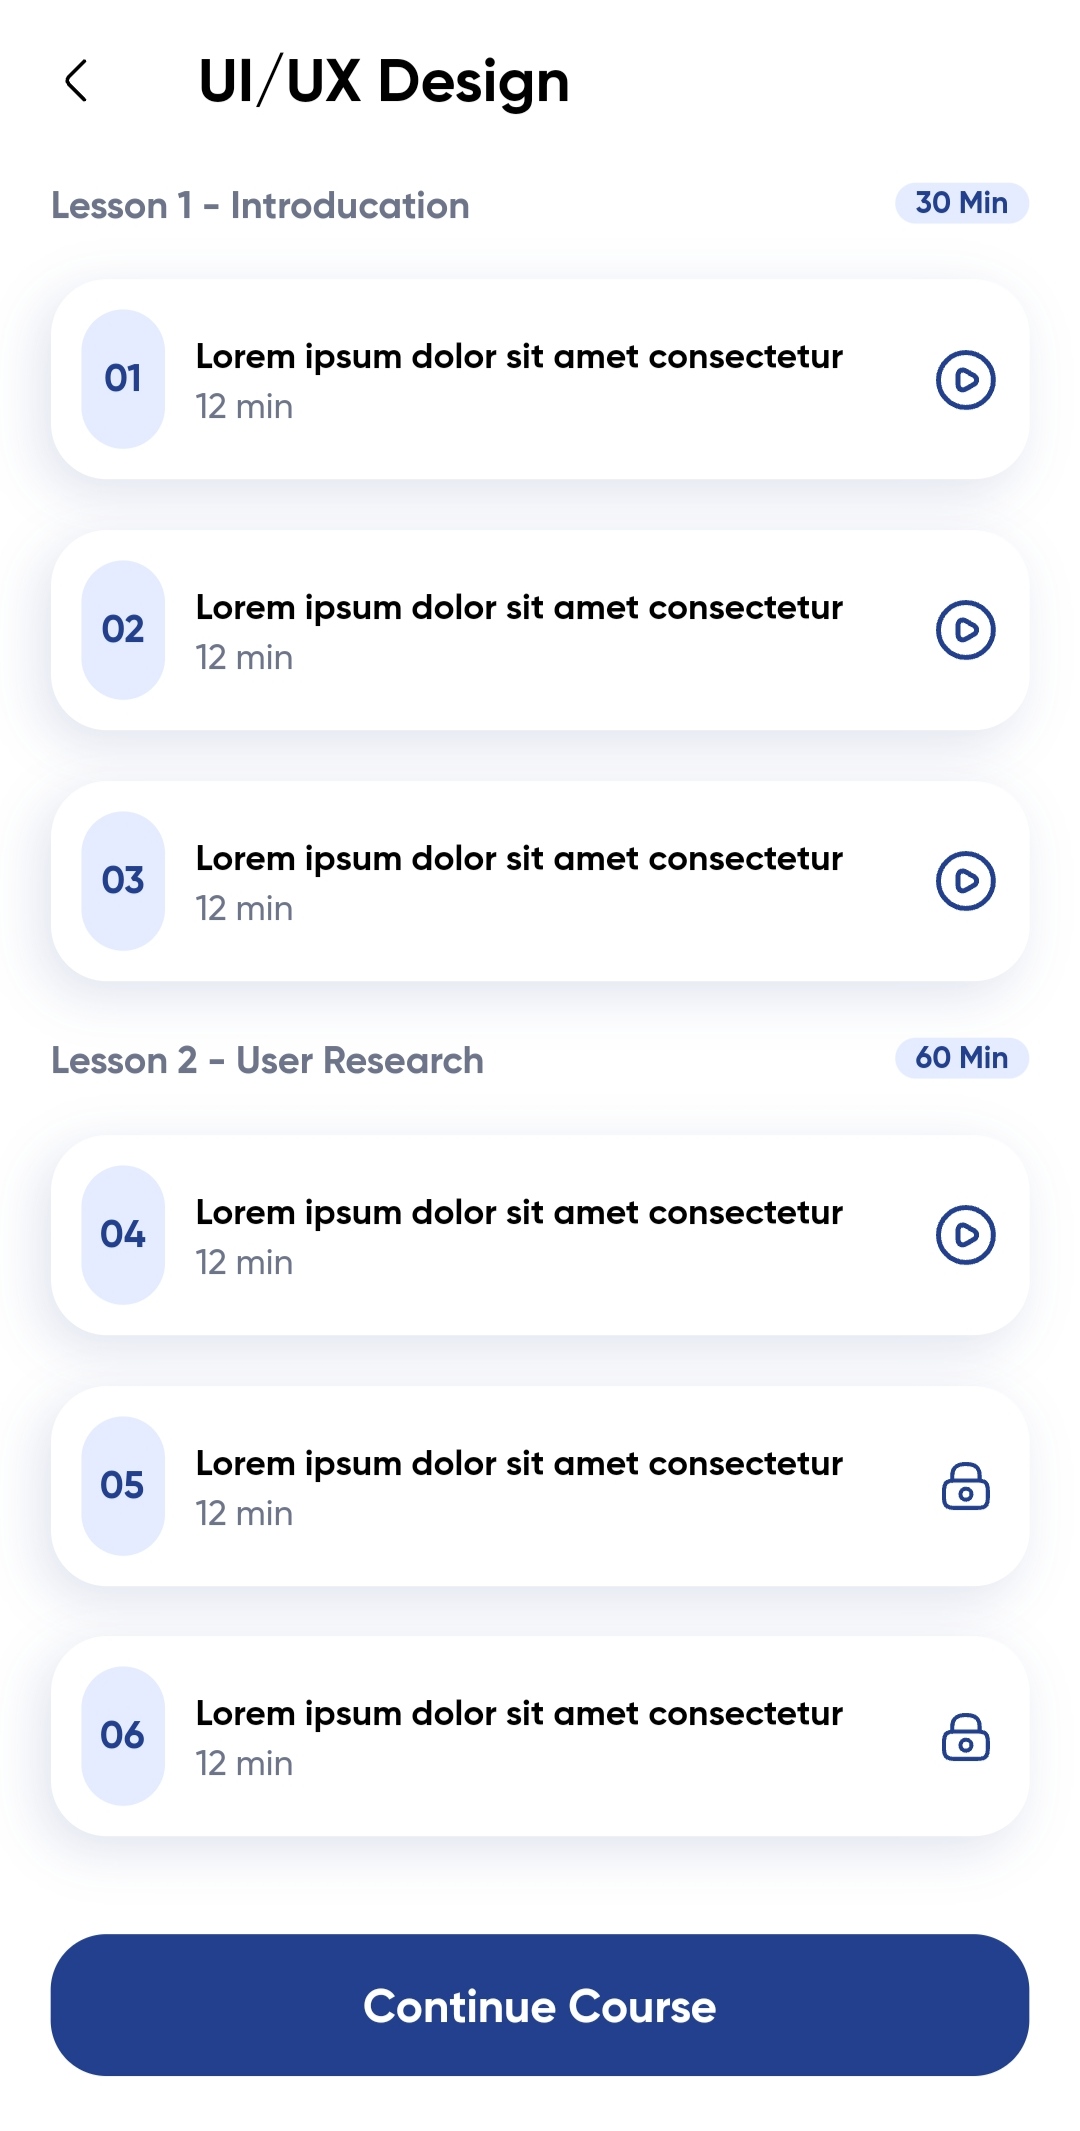 UI/UX Design
Lesson 1 - Introducation
30 Min
01
Lorem ipsum dolor sit amet consectetur
12 min
02
Lorem ipsum dolor sit amet consectetur
12 min
03
Lorem ipsum dolor sit amet consectetur
12 min
Lesson 2 - User Research
60 Min
04
Lorem ipsum dolor sit amet consectetur
12 min
05
Lorem ipsum dolor sit amet consectetur
12 min
06
Lorem ipsum dolor sit amet consectetur
12 min
Continue Course